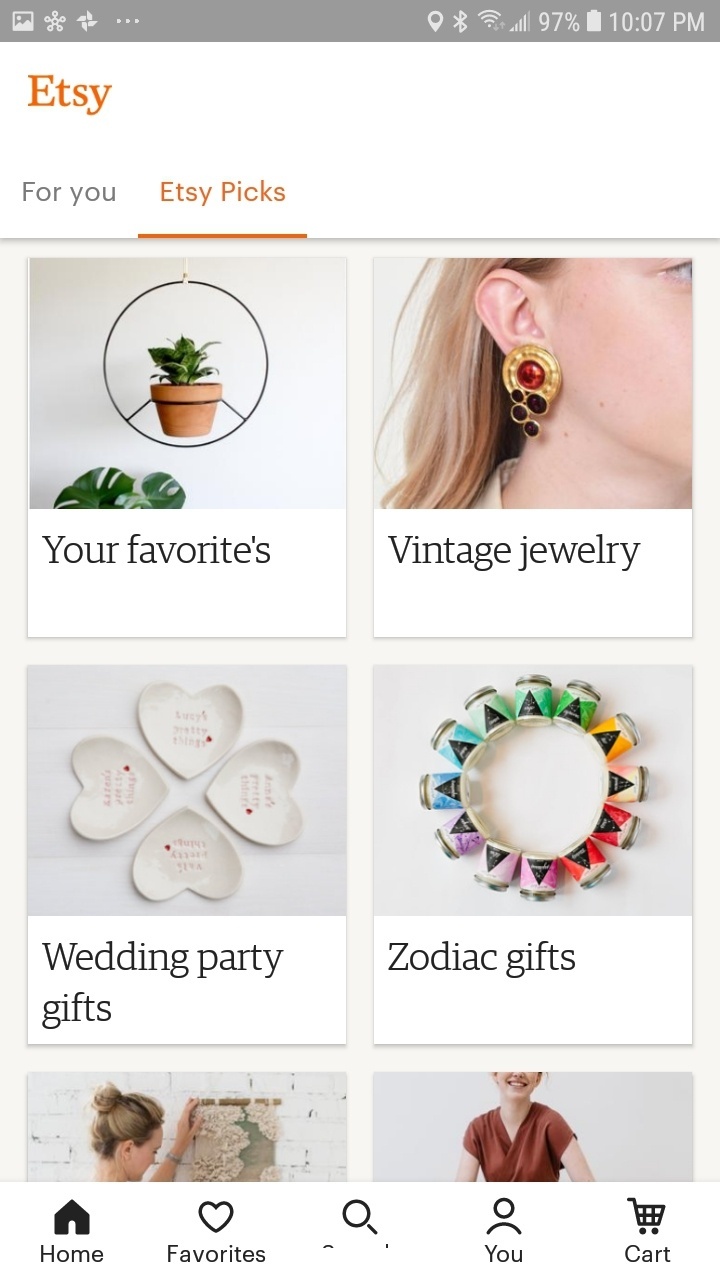 97% 10:07 PM
Etsy
For you
Etsy Picks
Your favorite's
Vintage jewelry
Wedding party
gifts
Zodiac gifts
Home
Favorites
You
Cart